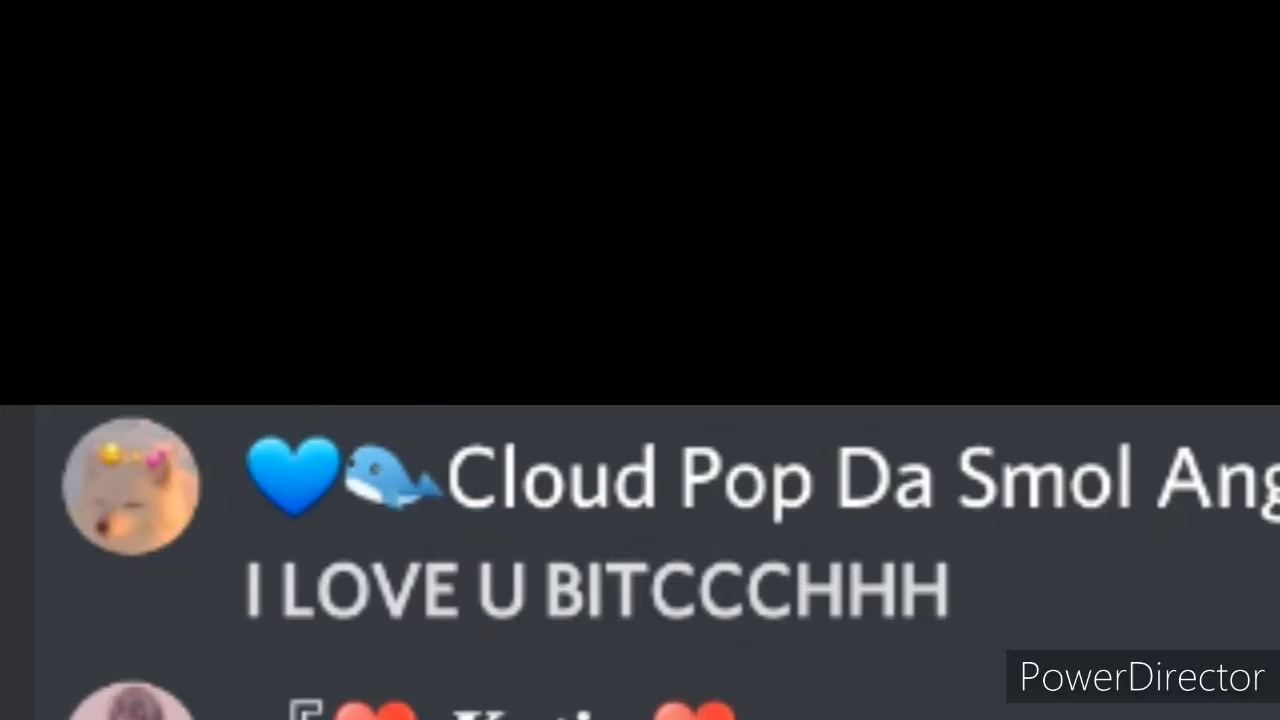 💙🐳Cloud Pop Da Smol Ang
I LOVE U BITCCCHHH
PowerDirector